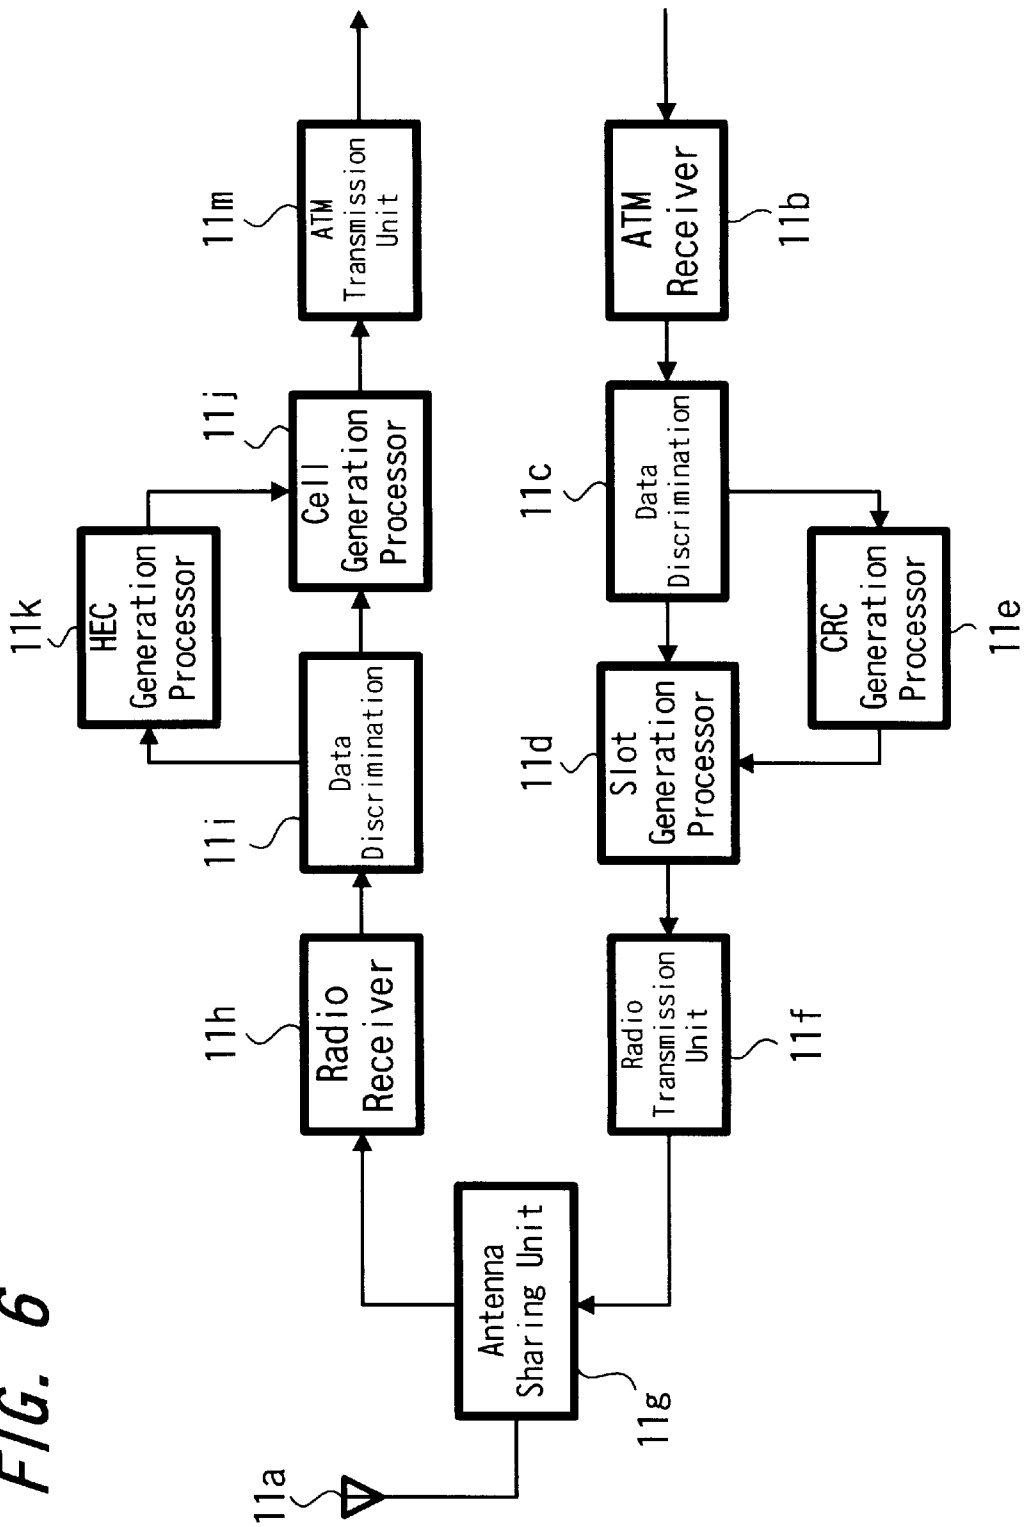 FIG. 6
11a
Antenna
Sharing Unit
11g
11h
Radio
Receiver
11i
Data
Discrimination
11k
HEC
Generation
Processor
11j
Cell
Generation
Processor
11m
ATM
Transmission
Unit
ATM
Receiver
11b
11c
Data
Discrimination
CRC
Generation
Processor
11e
11d
Slot
Generation
Processor
Radio
Transmission
Unit
11f